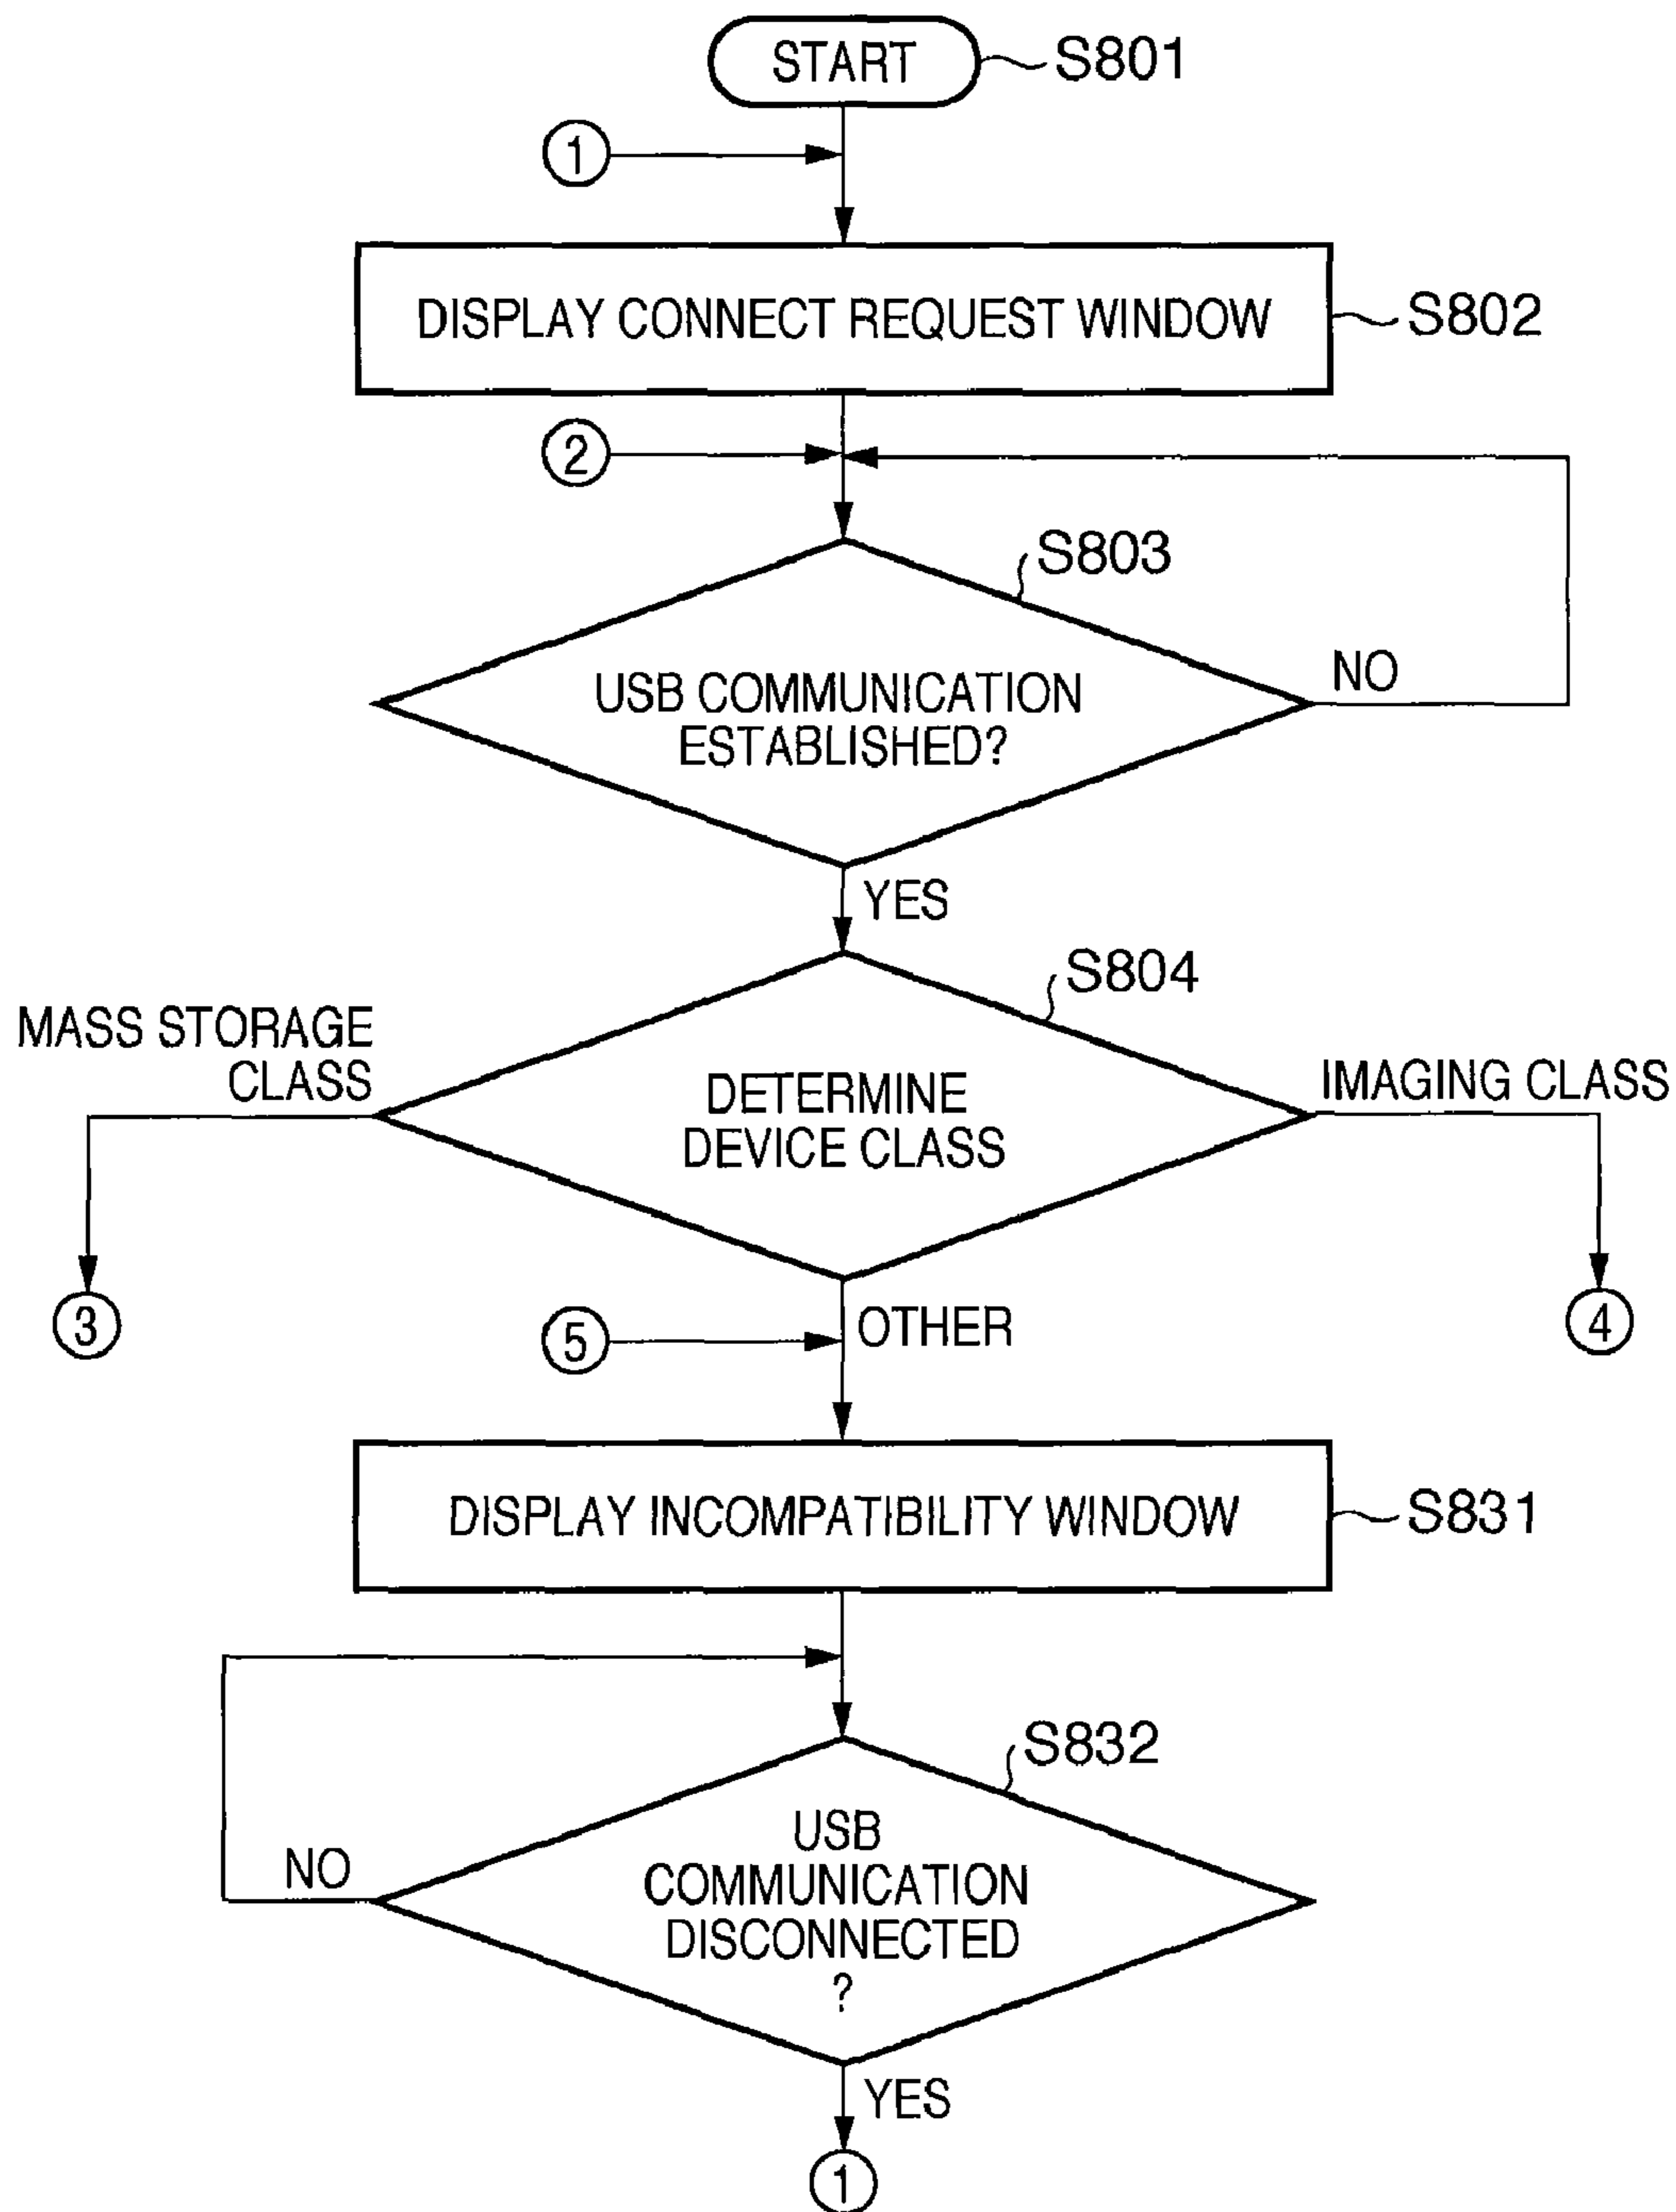 START
S801
1
DISPLAY CONNECT REQUEST WINDOW
S802
2
S803
USB COMMUNICATION
ESTABLISHED?
NO
YES
S804
MASS STORAGE
CLASS
DETERMINE
DEVICE CLASS
IMAGING CLASS
3
5
OTHER
4
DISPLAY INCOMPATIBILITY WINDOW
S831
S832
USB
COMMUNICATION
DISCONNECTED
?
NO
YES
1